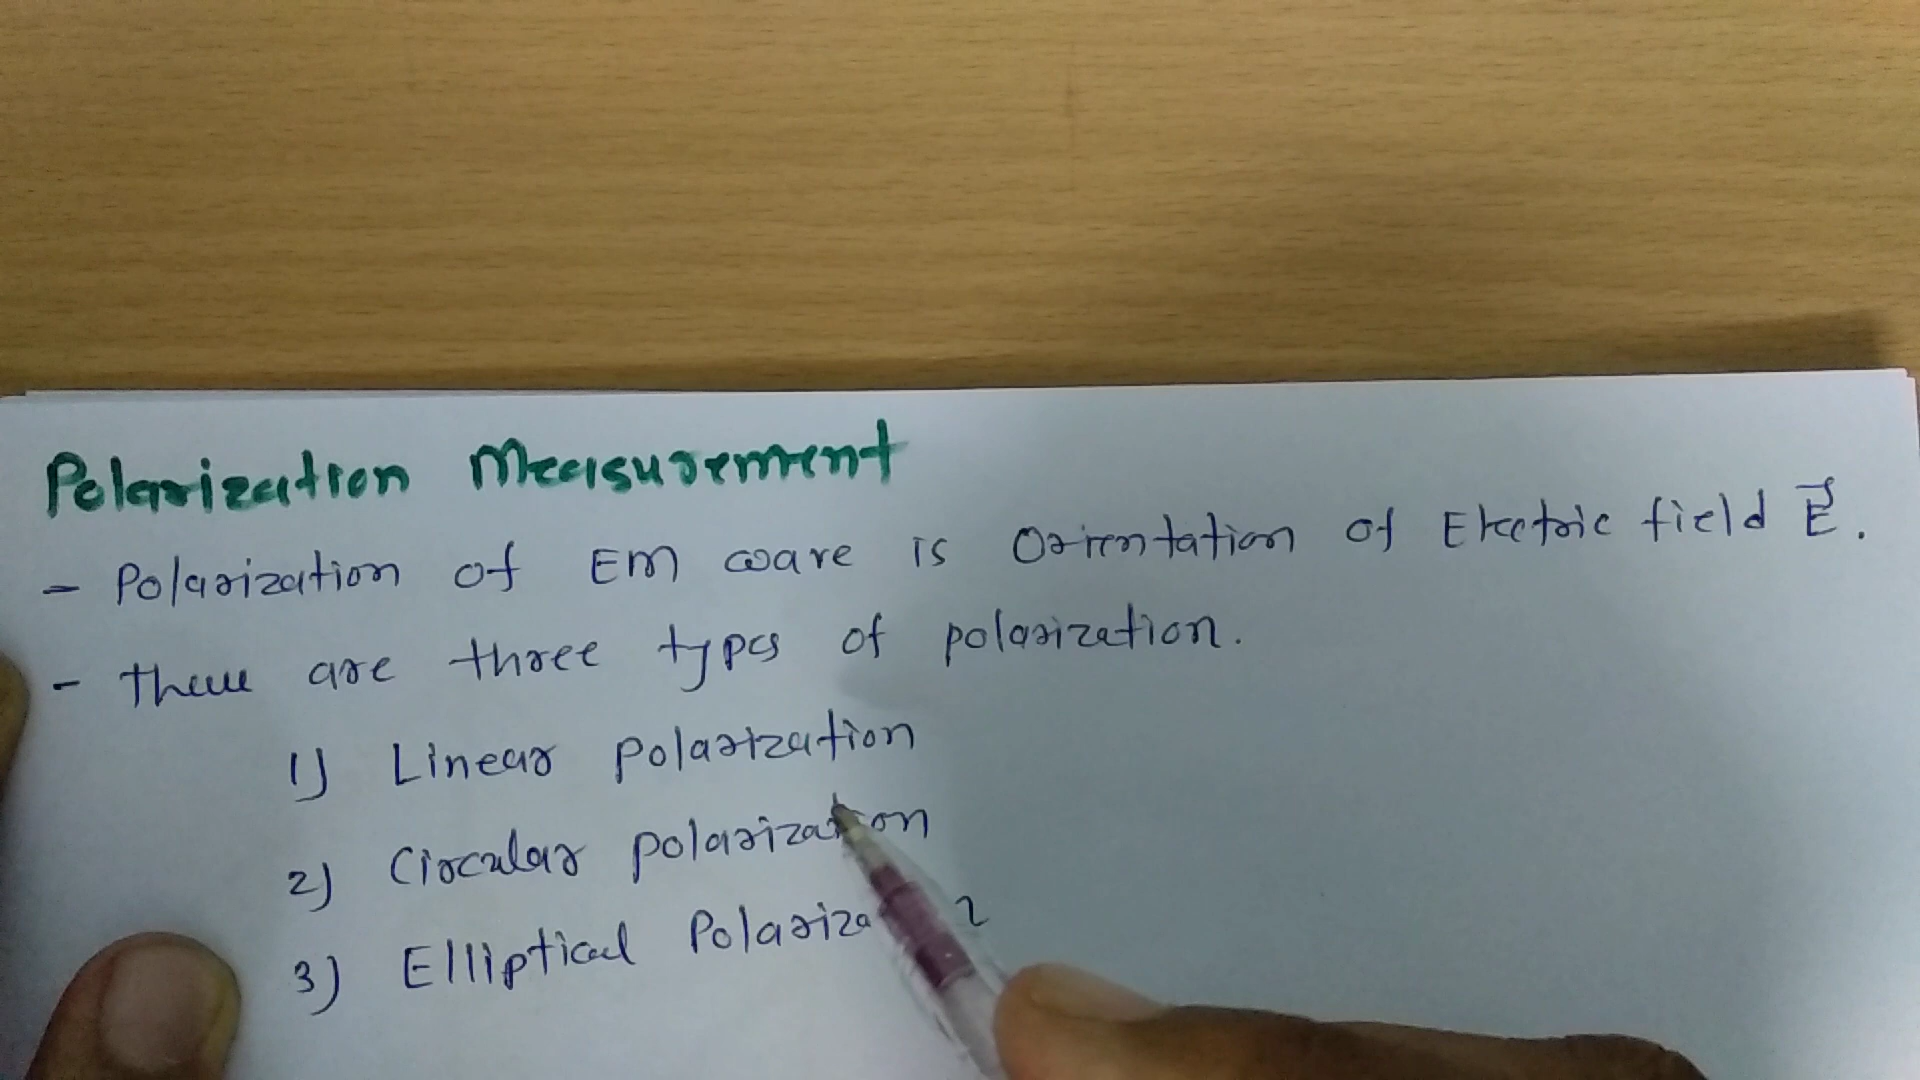 Polarization Measurement
- Polarization of EM wave is Orientation of Electric field E⃗.
- There are three types of polarization.
1) Linear polarization
2) Circular polarization
3) Elliptical Polariza